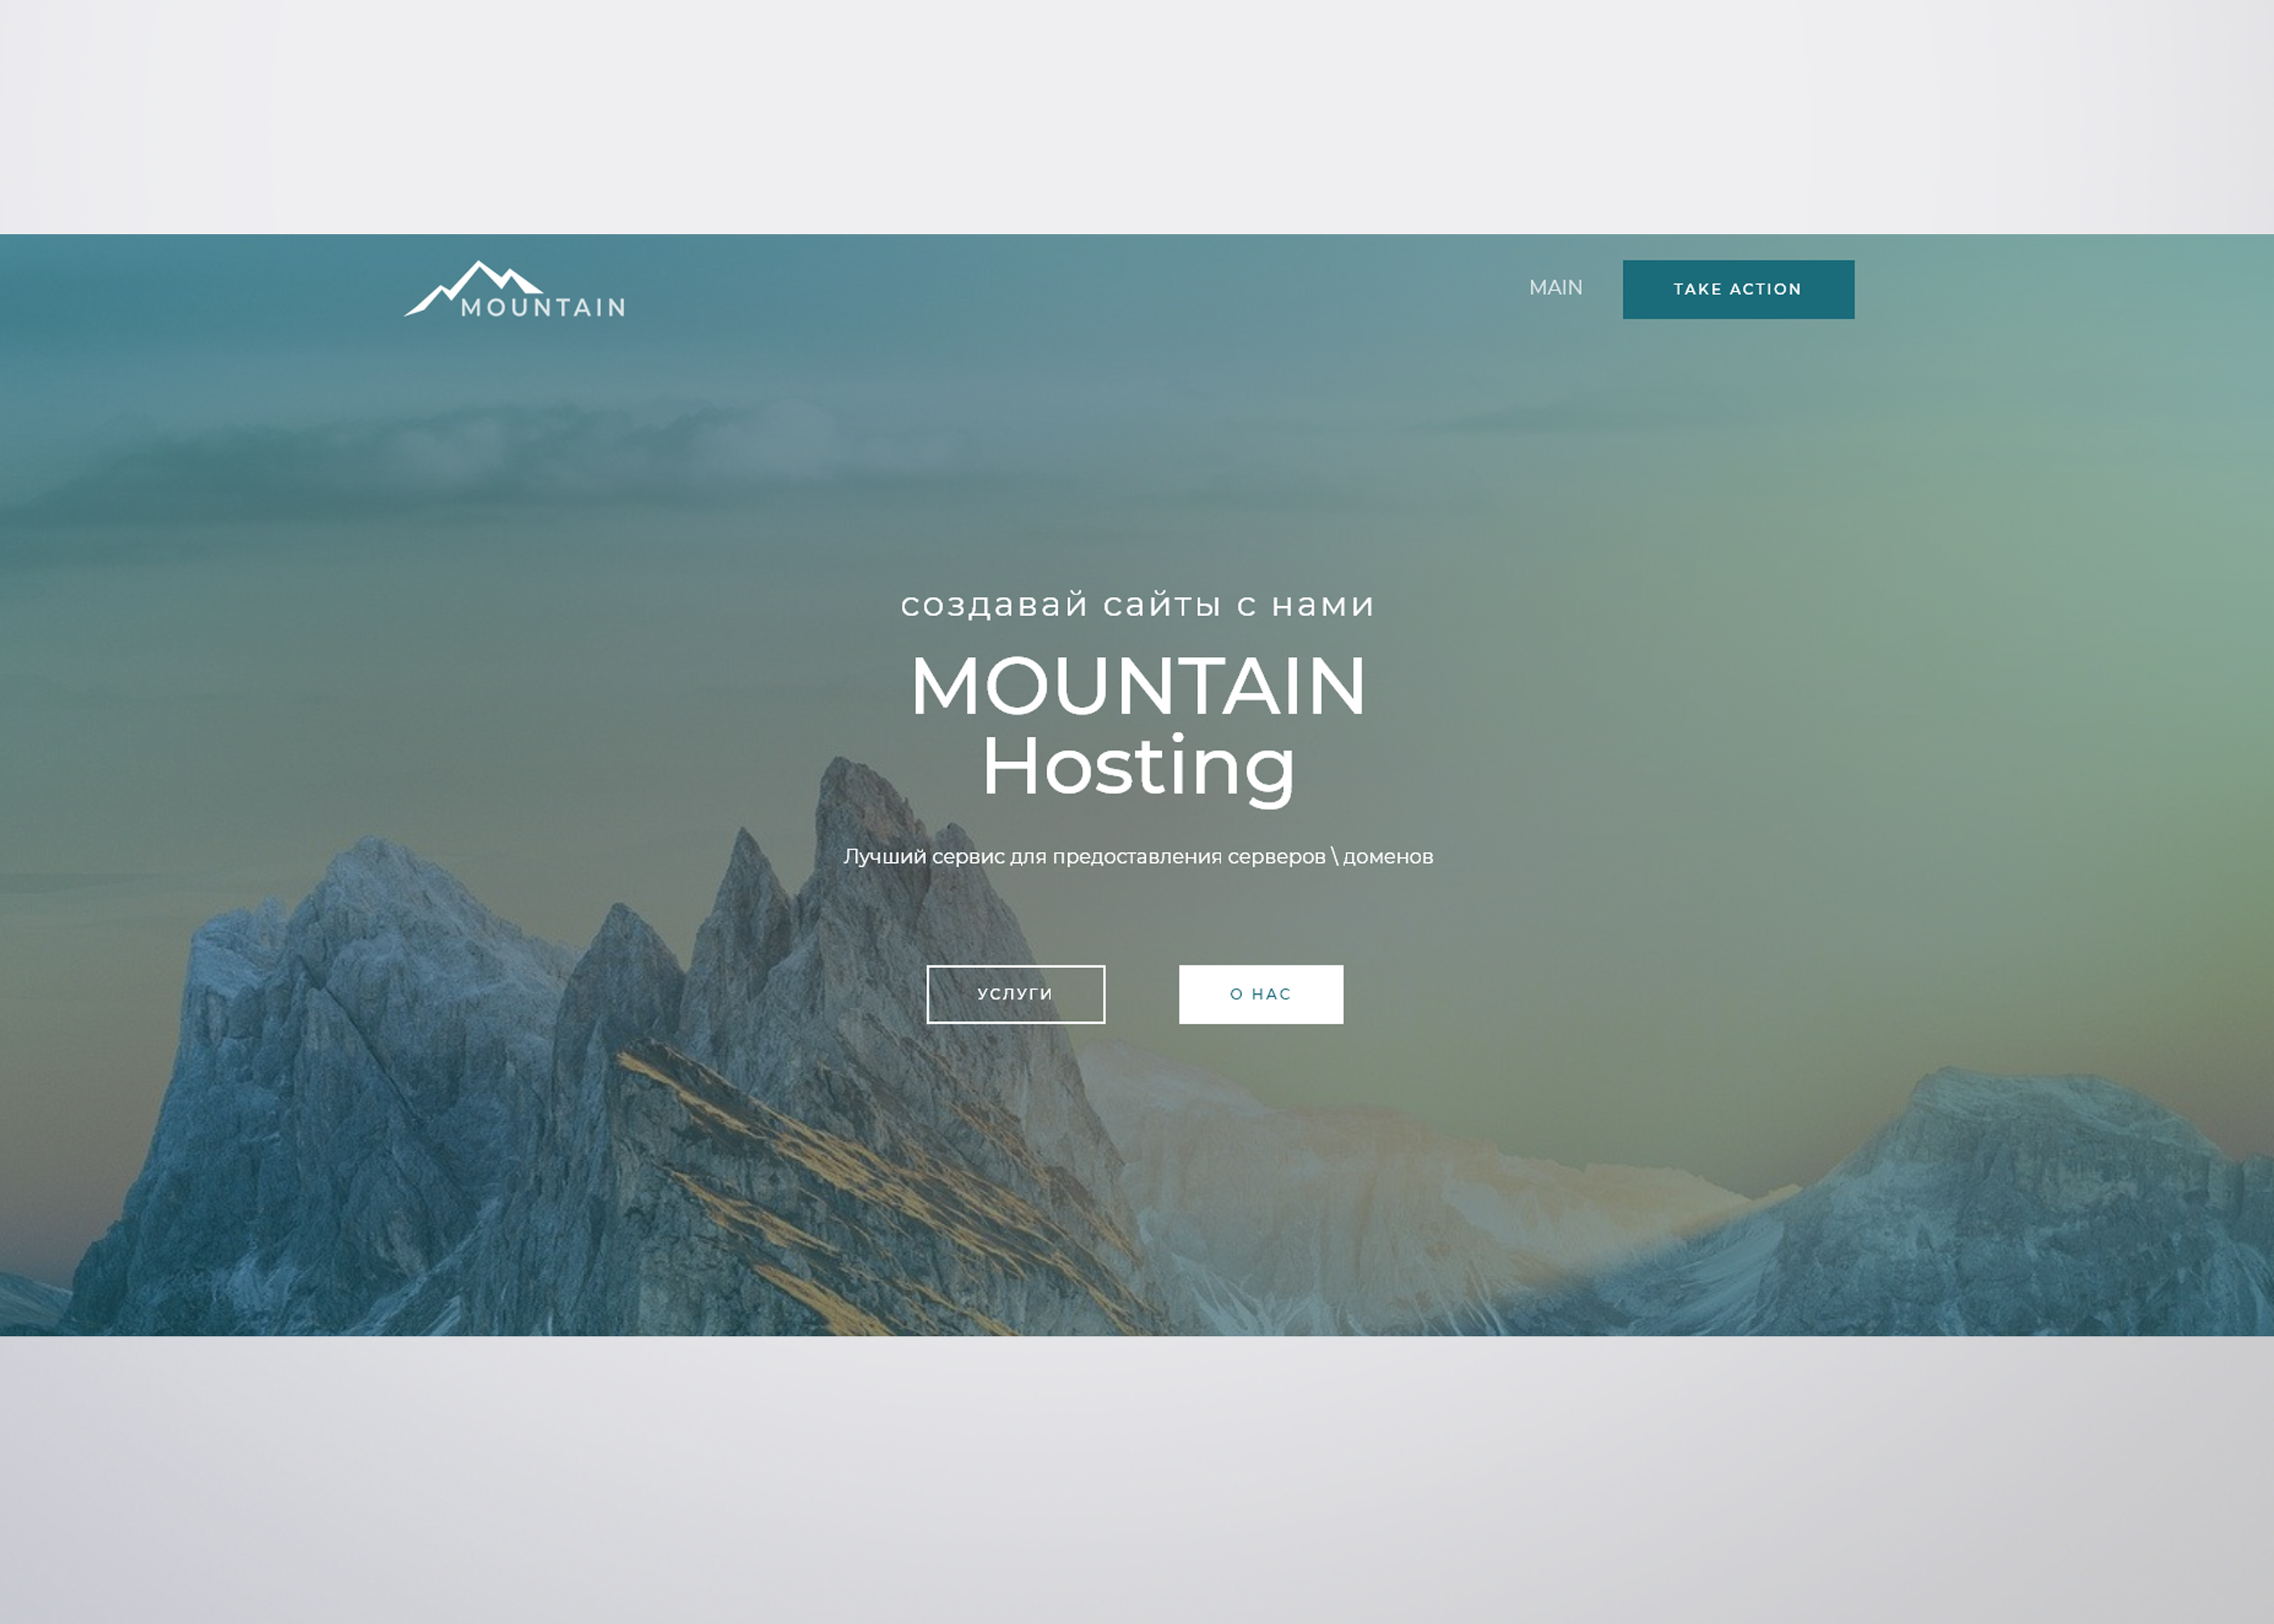 MOUNTAIN
MAIN
TAKE ACTION
создавай сайты с нами
MOUNTAIN
Hosting
Лучший сервис для предоставления серверов \ доменов
УСЛУГИ
О НАС